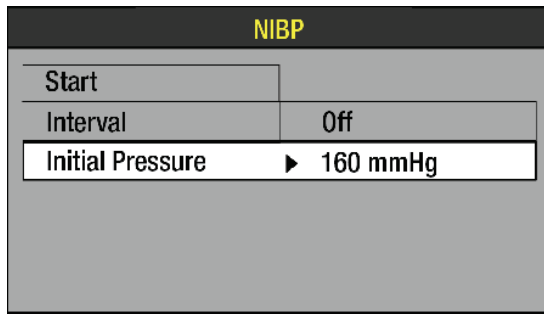 NIBP
Start
Interval Off
Initial Pressure ▶ 160 mmHg